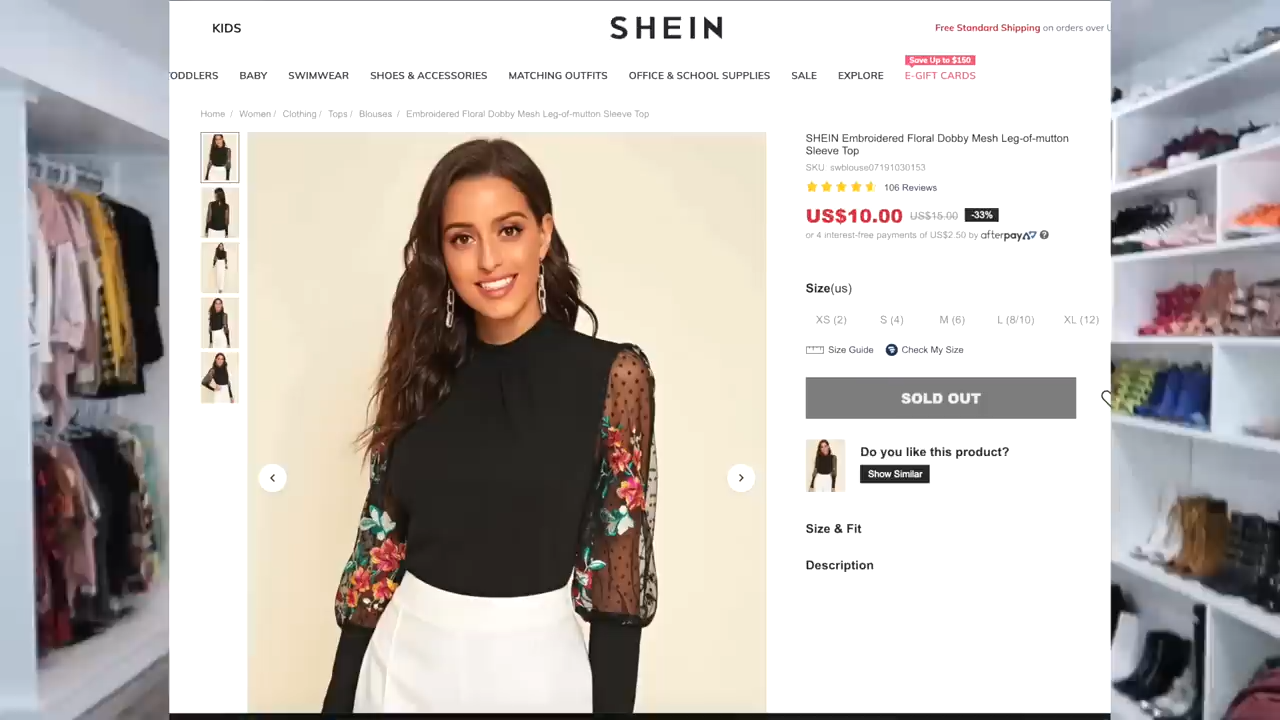 KIDS
SHEIN
Free Standard Shipping on orders over
Save Up to $150
ODDLERS BABY SWIMWEAR SHOES & ACCESSORIES MATCHING OUTFITS OFFICE & SCHOOL SUPPLIES SALE EXPLORE E-GIFT CARDS
Home / Women / Clothing / Tops / Blouses / Embroidered Floral Dobby Mesh Leg-of-mutton Sleeve Top
SHEIN Embroidered Floral Dobby Mesh Leg-of-mutton
Sleeve Top
SKU swblouse07191030153
106 Reviews
US$10.00 US$15.00 -33%
or 4 interest-free payments of US$2.50 by afterpay ?
Size(us)
XS (2) S (4) M (6) L (8/10) XL (12)
Size Guide Check My Size
SOLD OUT
Do you like this product?
Show Similar
Size & Fit
Description